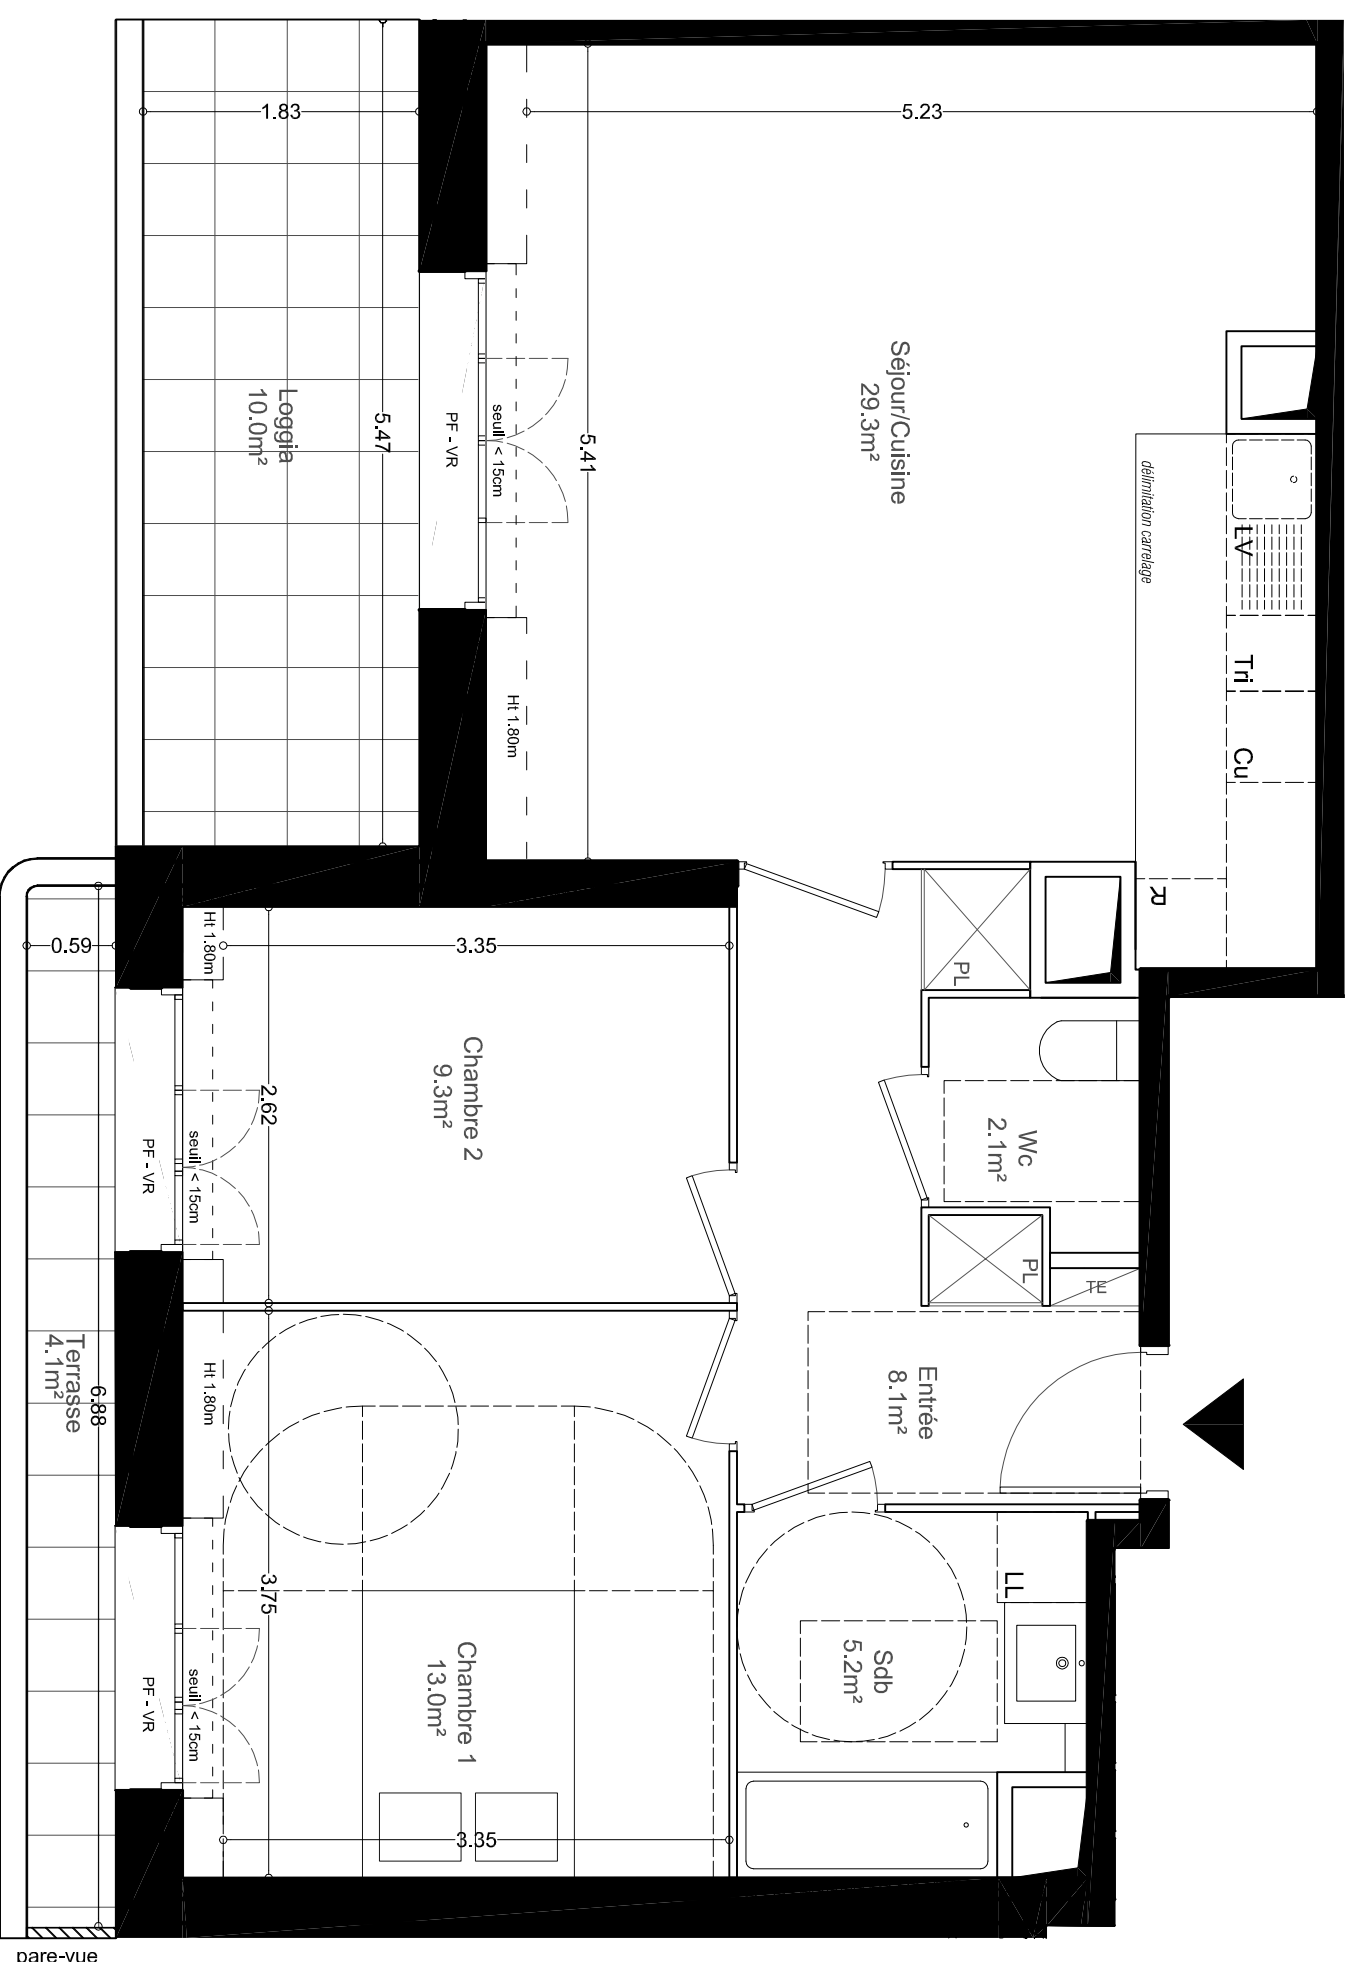 1.83
5.23
Loggia
10.0m²
5.47
PF - VR
seuil < 15cm
5.41
Séjour/Cuisine
29.3m²
délimitation carrelage
LV
Tri
Cu
R
Ht 1.80m
PL
Wc
2.1m²
PL
TE
Entrée
8.1m²
0.59
Ht 1.80m
3.35
Chambre 2
9.3m²
2.62
PF - VR
seuil < 15cm
Terrasse
4.1m²
6.88
Ht 1.80m
3.75
Chambre 1
13.0m²
PF - VR
seuil < 15cm
3.35
LL
Sdb
5.2m²
pare-vue